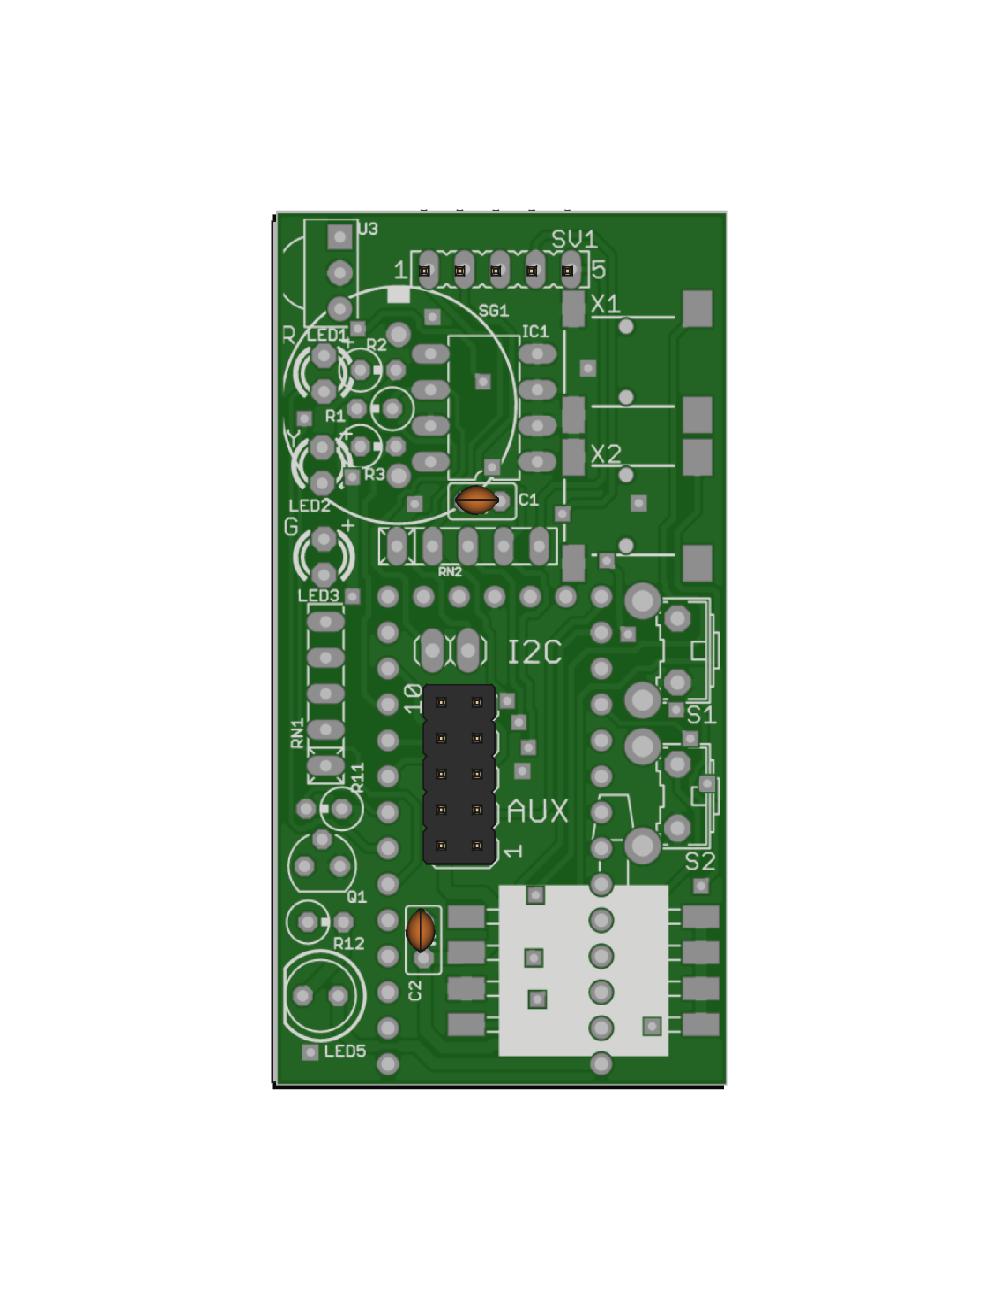 U3
SV1
1
5
SG1
X1
R
LED1
+
R2
IC1
R1
Y
+
X2
R3
LED2
C1
G
+
RN2
LED3
I2C
10
S1
RN1
R11
AUX
1
S2
Q1
R12
C2
LED5